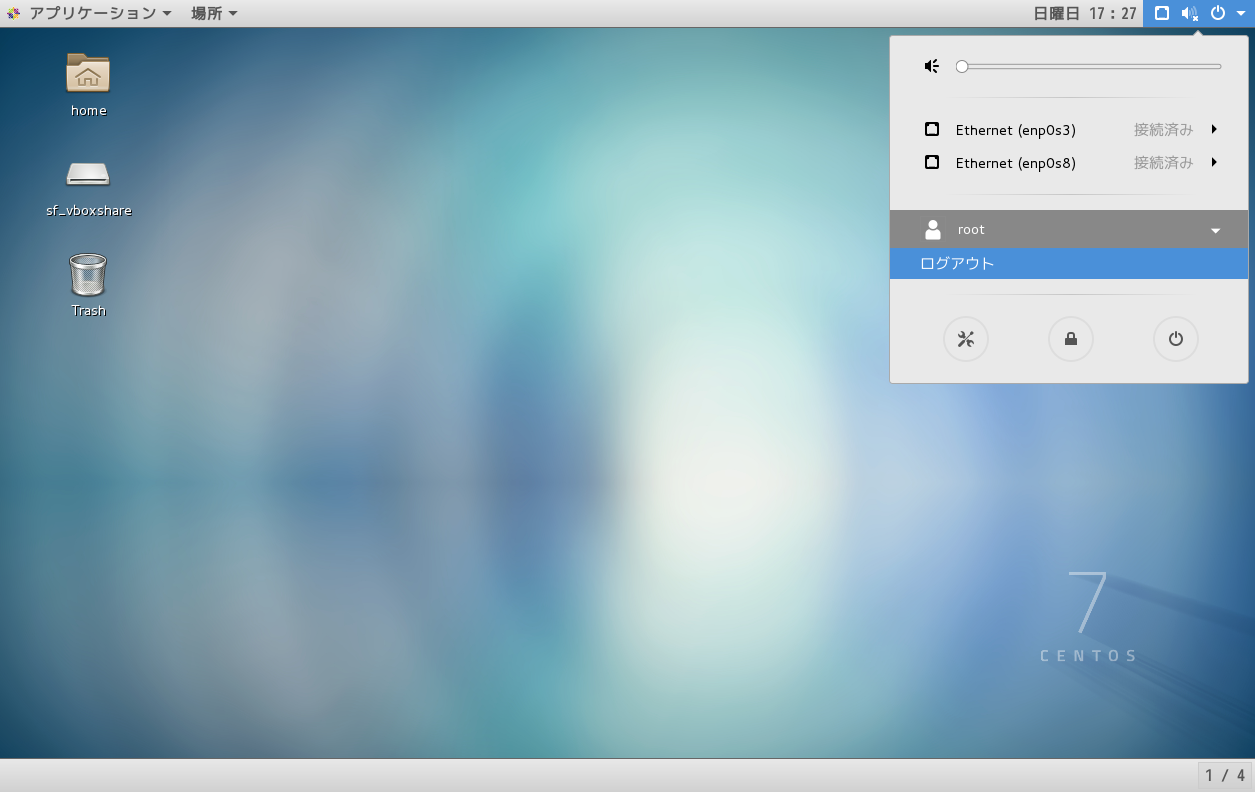 アプリケーション 場所 日曜日 17 : 27
home
sf_vboxshare
Trash
Ethernet (enp0s3) 接続済み
Ethernet (enp0s8) 接続済み
root
ログアウト
7
CENTOS
1 / 4